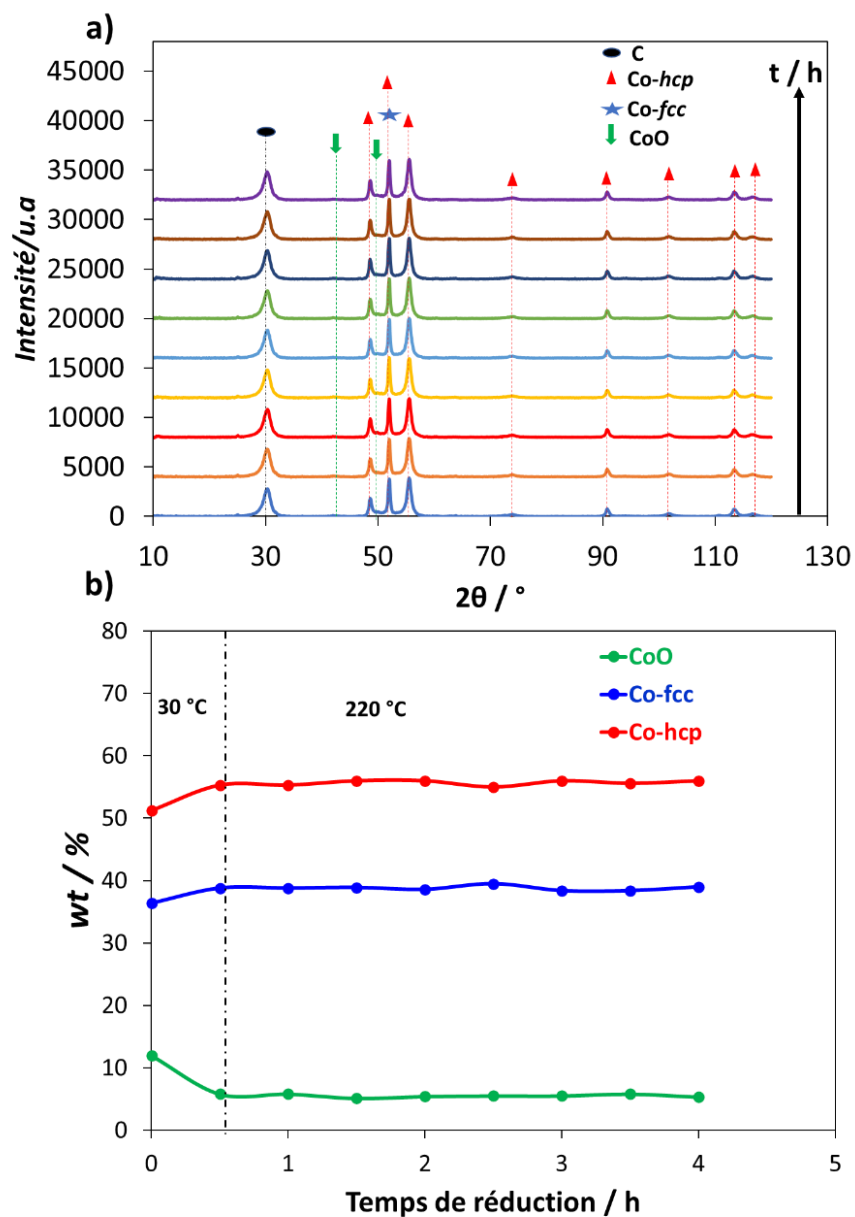 a)
C
Co-hcp
Co-fcc
CoO
t / h
45000
40000
35000
30000
25000
20000
15000
10000
5000
0
Intensité/u.a
10 30 50 70 90 110 130
2θ / °
b)
80
70
60
50
40
30
20
10
0
wt / %
30 °C
220 °C
CoO
Co-fcc
Co-hcp
0 1 2 3 4 5
Temps de réduction / h